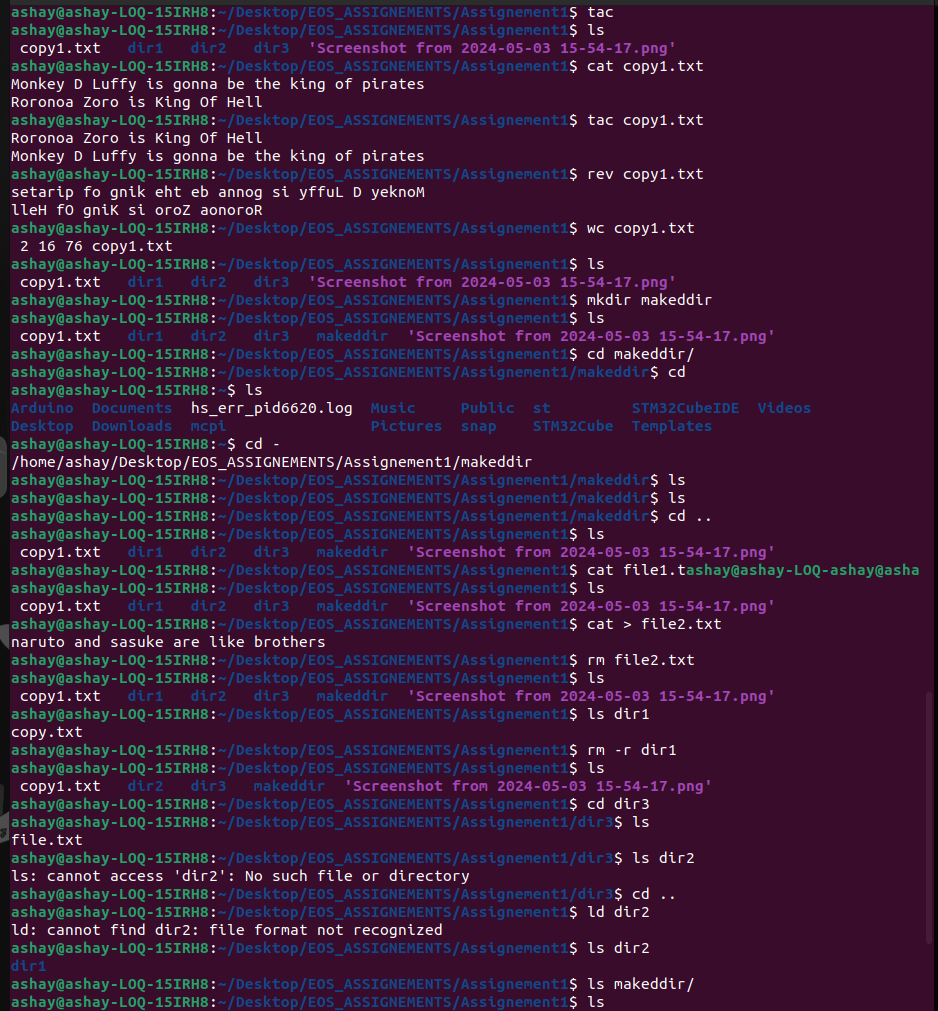 ashay@ashay-LOQ-15IRH8:~/Desktop/EOS_ASSIGNEMENTS/Assignement1$ tac
ashay@ashay-LOQ-15IRH8:~/Desktop/EOS_ASSIGNEMENTS/Assignement1$ ls
copy1.txt dir1 dir2 dir3 'Screenshot from 2024-05-03 15-54-17.png'
ashay@ashay-LOQ-15IRH8:~/Desktop/EOS_ASSIGNEMENTS/Assignement1$ cat copy1.txt
Monkey D Luffy is gonna be the king of pirates
Roronoa Zoro is King Of Hell
ashay@ashay-LOQ-15IRH8:~/Desktop/EOS_ASSIGNEMENTS/Assignement1$ tac copy1.txt
Roronoa Zoro is King Of Hell
Monkey D Luffy is gonna be the king of pirates
ashay@ashay-LOQ-15IRH8:~/Desktop/EOS_ASSIGNEMENTS/Assignement1$ rev copy1.txt
setarip fo gnik eht eb annog si yffuL D yeknoM
lleH fO gniK si oroZ aonoroR
ashay@ashay-LOQ-15IRH8:~/Desktop/EOS_ASSIGNEMENTS/Assignement1$ wc copy1.txt
2 16 76 copy1.txt
ashay@ashay-LOQ-15IRH8:~/Desktop/EOS_ASSIGNEMENTS/Assignement1$ ls
copy1.txt dir1 dir2 dir3 'Screenshot from 2024-05-03 15-54-17.png'
ashay@ashay-LOQ-15IRH8:~/Desktop/EOS_ASSIGNEMENTS/Assignement1$ mkdir makeddir
ashay@ashay-LOQ-15IRH8:~/Desktop/EOS_ASSIGNEMENTS/Assignement1$ ls
copy1.txt dir1 dir2 dir3 makeddir 'Screenshot from 2024-05-03 15-54-17.png'
ashay@ashay-LOQ-15IRH8:~/Desktop/EOS_ASSIGNEMENTS/Assignement1$ cd makeddir/
ashay@ashay-LOQ-15IRH8:~/Desktop/EOS_ASSIGNEMENTS/Assignement1/makeddir$ cd
ashay@ashay-LOQ-15IRH8:~$ ls
Arduino Documents hs_err_pid6620.log Music Public st STM32CubeIDE Videos
Desktop Downloads mcpi Pictures snap STM32Cube Templates
ashay@ashay-LOQ-15IRH8:~$ cd -
/home/ashay/Desktop/EOS_ASSIGNEMENTS/Assignement1/makeddir
ashay@ashay-LOQ-15IRH8:~/Desktop/EOS_ASSIGNEMENTS/Assignement1/makeddir$ ls
ashay@ashay-LOQ-15IRH8:~/Desktop/EOS_ASSIGNEMENTS/Assignement1/makeddir$ ls
ashay@ashay-LOQ-15IRH8:~/Desktop/EOS_ASSIGNEMENTS/Assignement1/makeddir$ cd ..
ashay@ashay-LOQ-15IRH8:~/Desktop/EOS_ASSIGNEMENTS/Assignement1$ ls
copy1.txt dir1 dir2 dir3 makeddir 'Screenshot from 2024-05-03 15-54-17.png'
ashay@ashay-LOQ-15IRH8:~/Desktop/EOS_ASSIGNEMENTS/Assignement1$ cat file1.tashay@ashay-LOQ-ashay@asha
ashay@ashay-LOQ-15IRH8:~/Desktop/EOS_ASSIGNEMENTS/Assignement1$ ls
copy1.txt dir1 dir2 dir3 makeddir 'Screenshot from 2024-05-03 15-54-17.png'
ashay@ashay-LOQ-15IRH8:~/Desktop/EOS_ASSIGNEMENTS/Assignement1$ cat > file2.txt
naruto and sasuke are like brothers
ashay@ashay-LOQ-15IRH8:~/Desktop/EOS_ASSIGNEMENTS/Assignement1$ rm file2.txt
ashay@ashay-LOQ-15IRH8:~/Desktop/EOS_ASSIGNEMENTS/Assignement1$ ls
copy1.txt dir1 dir2 dir3 makeddir 'Screenshot from 2024-05-03 15-54-17.png'
ashay@ashay-LOQ-15IRH8:~/Desktop/EOS_ASSIGNEMENTS/Assignement1$ ls dir1
copy.txt
ashay@ashay-LOQ-15IRH8:~/Desktop/EOS_ASSIGNEMENTS/Assignement1$ rm -r dir1
ashay@ashay-LOQ-15IRH8:~/Desktop/EOS_ASSIGNEMENTS/Assignement1$ ls
copy1.txt dir2 dir3 makeddir 'Screenshot from 2024-05-03 15-54-17.png'
ashay@ashay-LOQ-15IRH8:~/Desktop/EOS_ASSIGNEMENTS/Assignement1$ cd dir3
ashay@ashay-LOQ-15IRH8:~/Desktop/EOS_ASSIGNEMENTS/Assignement1/dir3$ ls
file.txt
ashay@ashay-LOQ-15IRH8:~/Desktop/EOS_ASSIGNEMENTS/Assignement1/dir3$ ls dir2
ls: cannot access 'dir2': No such file or directory
ashay@ashay-LOQ-15IRH8:~/Desktop/EOS_ASSIGNEMENTS/Assignement1/dir3$ cd ..
ashay@ashay-LOQ-15IRH8:~/Desktop/EOS_ASSIGNEMENTS/Assignement1$ ld dir2
ld: cannot find dir2: file format not recognized
ashay@ashay-LOQ-15IRH8:~/Desktop/EOS_ASSIGNEMENTS/Assignement1$ ls dir2
dir1
ashay@ashay-LOQ-15IRH8:~/Desktop/EOS_ASSIGNEMENTS/Assignement1$ ls makeddir/
ashay@ashay-LOQ-15IRH8:~/Desktop/EOS_ASSIGNEMENTS/Assignement1$ ls